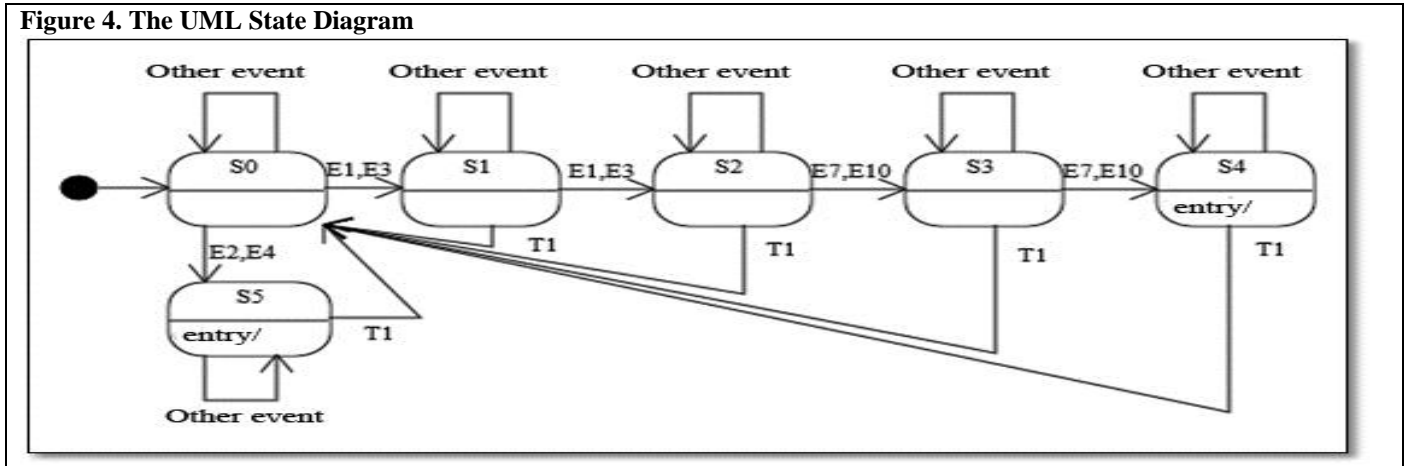 Figure 4. The UML State Diagram
Other event Other event Other event Other event Other event
S0 E1,E3 S1 E1,E3 S2 E7,E10 S3 E7,E10 S4
entry/
T1 T1 T1 T1
E2,E4
S5
entry/ T1
Other event